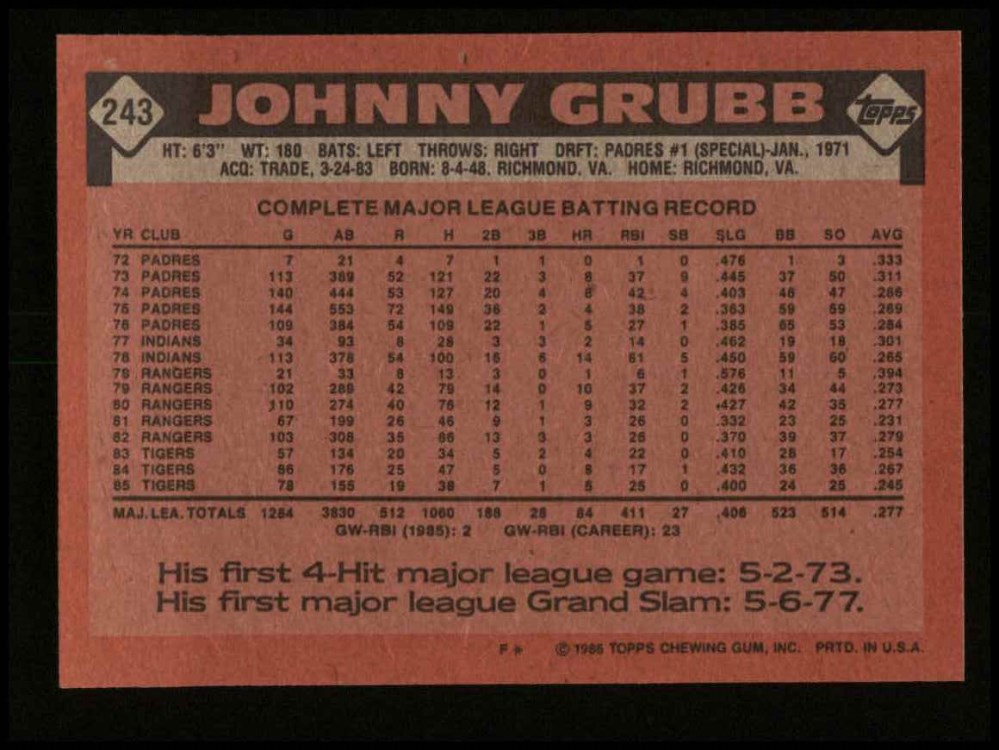 243 JOHNNY GRUBB topps
HT: 6'3" WT: 180 BATS: LEFT THROWS: RIGHT DRFT: PADRES #1 (SPECIAL)-JAN., 1971
ACQ: TRADE, 3-24-83 BORN: 8-4-48, RICHMOND, VA. HOME: RICHMOND, VA.
COMPLETE MAJOR LEAGUE BATTING RECORD
YR CLUB G AB R H 2B 3B HR RBI SB SLG BB SO AVG
72 PADRES 7 21 4 7 1 1 0 1 0 .476 1 3 .333
73 PADRES 113 389 52 121 22 3 8 37 9 .445 37 50 .311
74 PADRES 140 444 53 127 20 4 8 42 4 .403 46 47 .286
75 PADRES 144 553 72 149 36 2 4 38 2 .363 59 59 .269
76 PADRES 109 384 54 109 22 1 5 27 1 .385 65 53 .284
77 INDIANS 34 93 8 28 3 3 2 14 0 .462 19 18 .301
78 INDIANS 113 378 54 100 16 6 14 61 5 .450 59 60 .265
78 RANGERS 21 33 8 13 3 0 1 6 1 .576 11 5 .394
79 RANGERS 102 289 42 79 14 0 10 37 2 .426 34 44 .273
80 RANGERS 110 274 40 76 12 1 9 32 2 .427 42 35 .277
81 RANGERS 67 199 26 46 9 1 3 26 0 .332 23 25 .231
82 RANGERS 103 308 35 86 13 3 3 26 0 .370 39 37 .279
83 TIGERS 57 134 20 34 5 2 4 22 0 .410 28 17 .254
84 TIGERS 86 176 25 47 5 0 8 17 1 .432 36 36 .267
85 TIGERS 78 155 19 38 7 1 5 25 0 .400 24 25 .245
MAJ. LEA. TOTALS 1284 3830 512 1060 188 28 84 411 27 .406 523 514 .277
GW-RBI (1985): 2 GW-RBI (CAREER): 23
His first 4-Hit major league game: 5-2-73.
His first major league Grand Slam: 5-6-77.
F * © 1986 TOPPS CHEWING GUM, INC. PRTD. IN U.S.A.